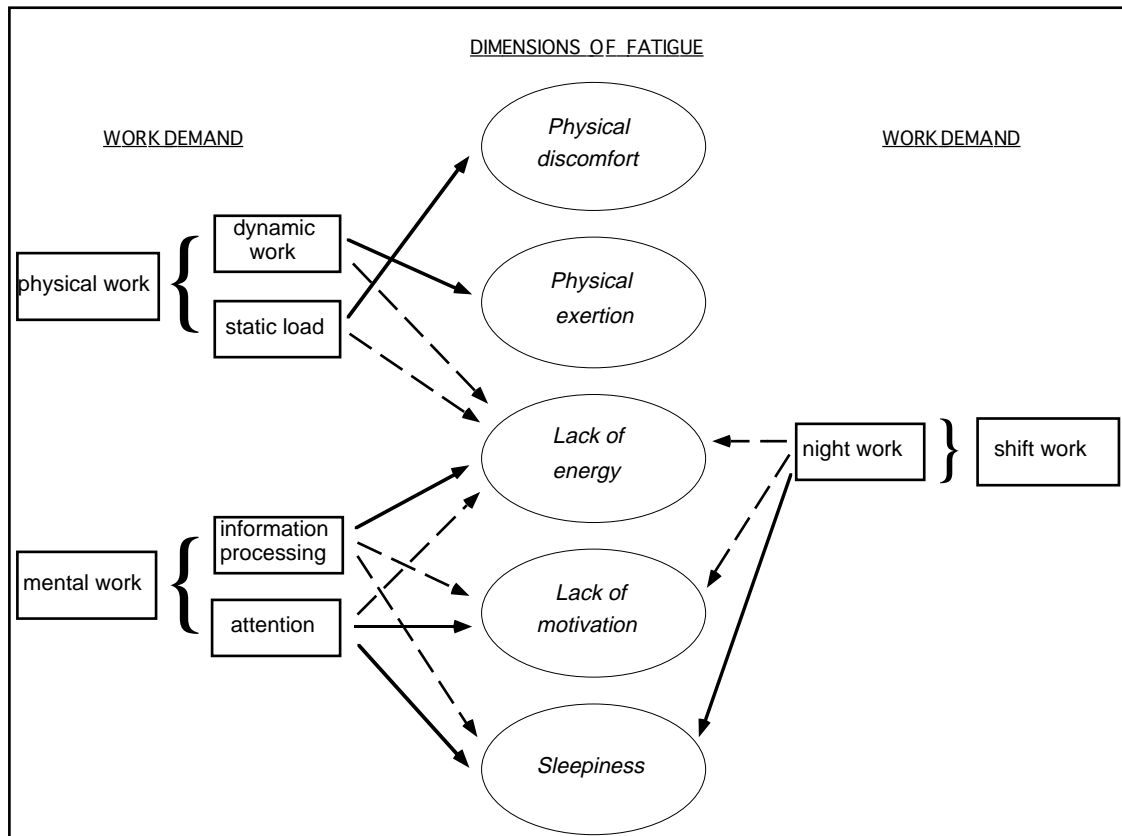 DIMENSIONS OF FATIGUE
WORK DEMAND
WORK DEMAND
Physical
discomfort
dynamic
work
physical work
static load
Physical
exertion
Lack of
energy
night work
shift work
information
processing
mental work
attention
Lack of
motivation
Sleepiness